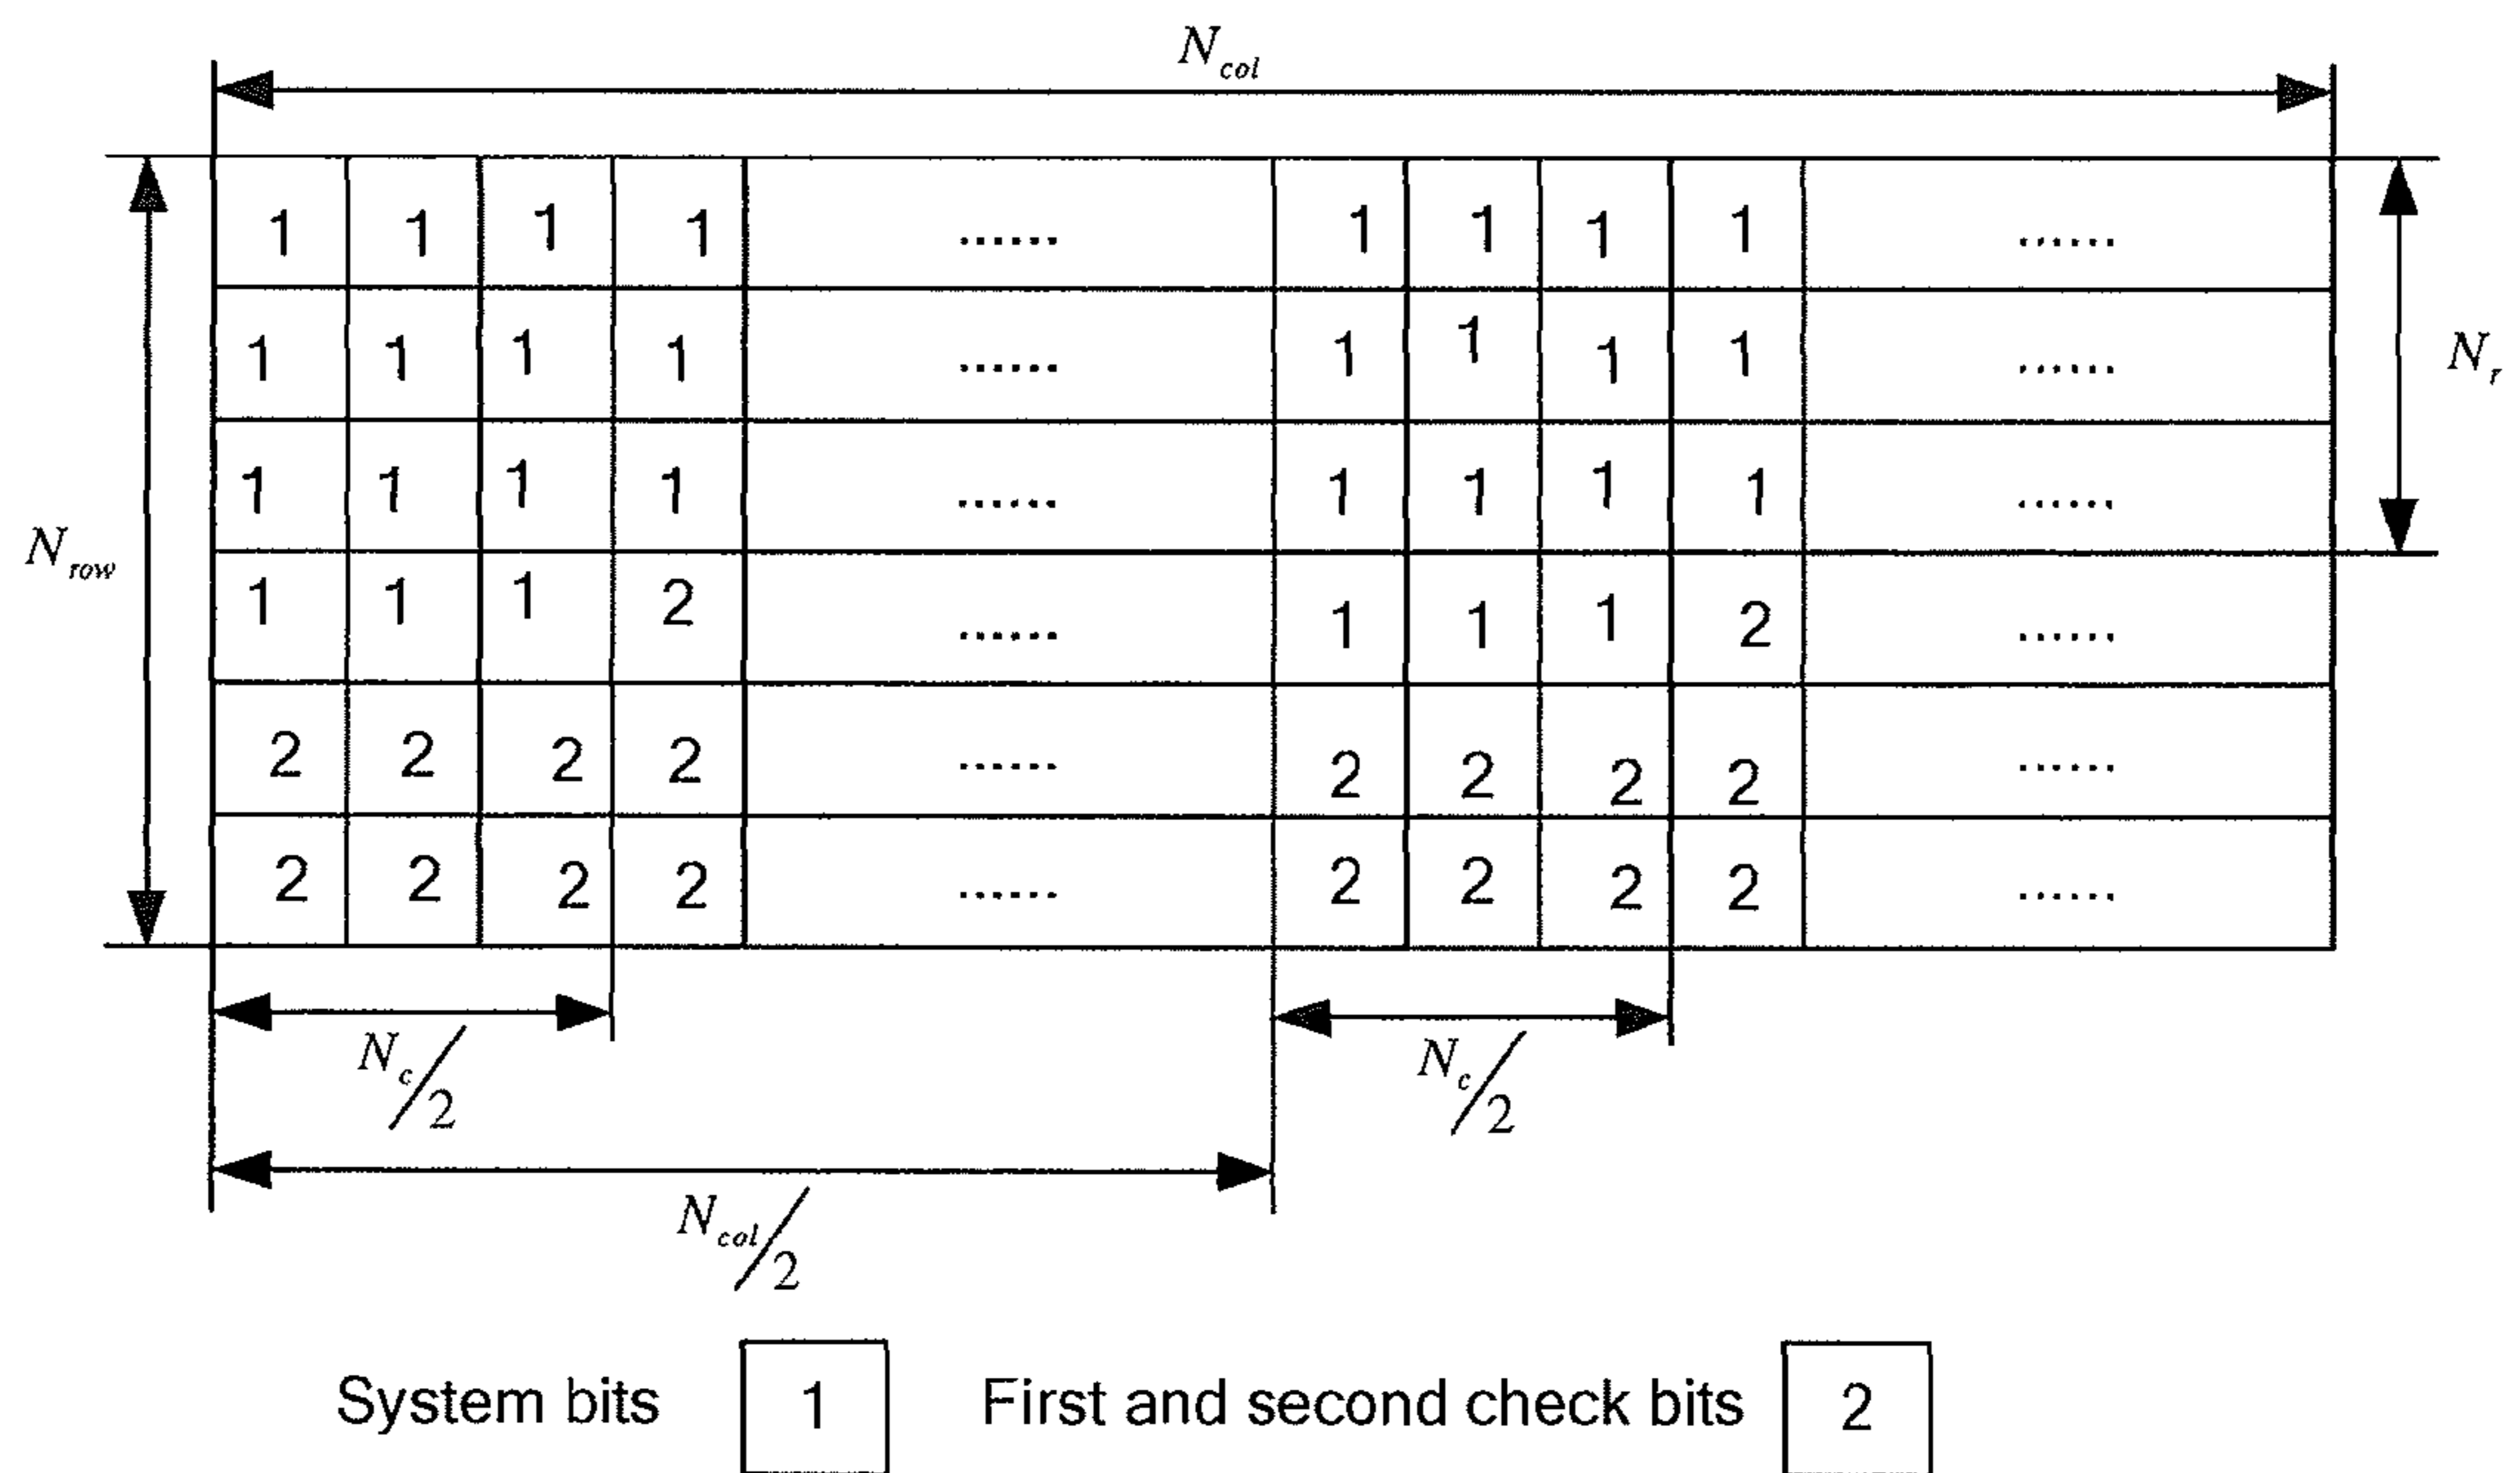 N_col
1 1 1 1 ...... 1 1 1 1 ......
1 1 1 1 ...... 1 1 1 1 ......
N_r
1 1 1 1 ...... 1 1 1 1 ......
N_row
1 1 1 2 ...... 1 1 1 2 ......
2 2 2 2 ...... 2 2 2 2 ......
2 2 2 2 ...... 2 2 2 2 ......
N_c/2 N_c/2
N_col/2
System bits 1 First and second check bits 2